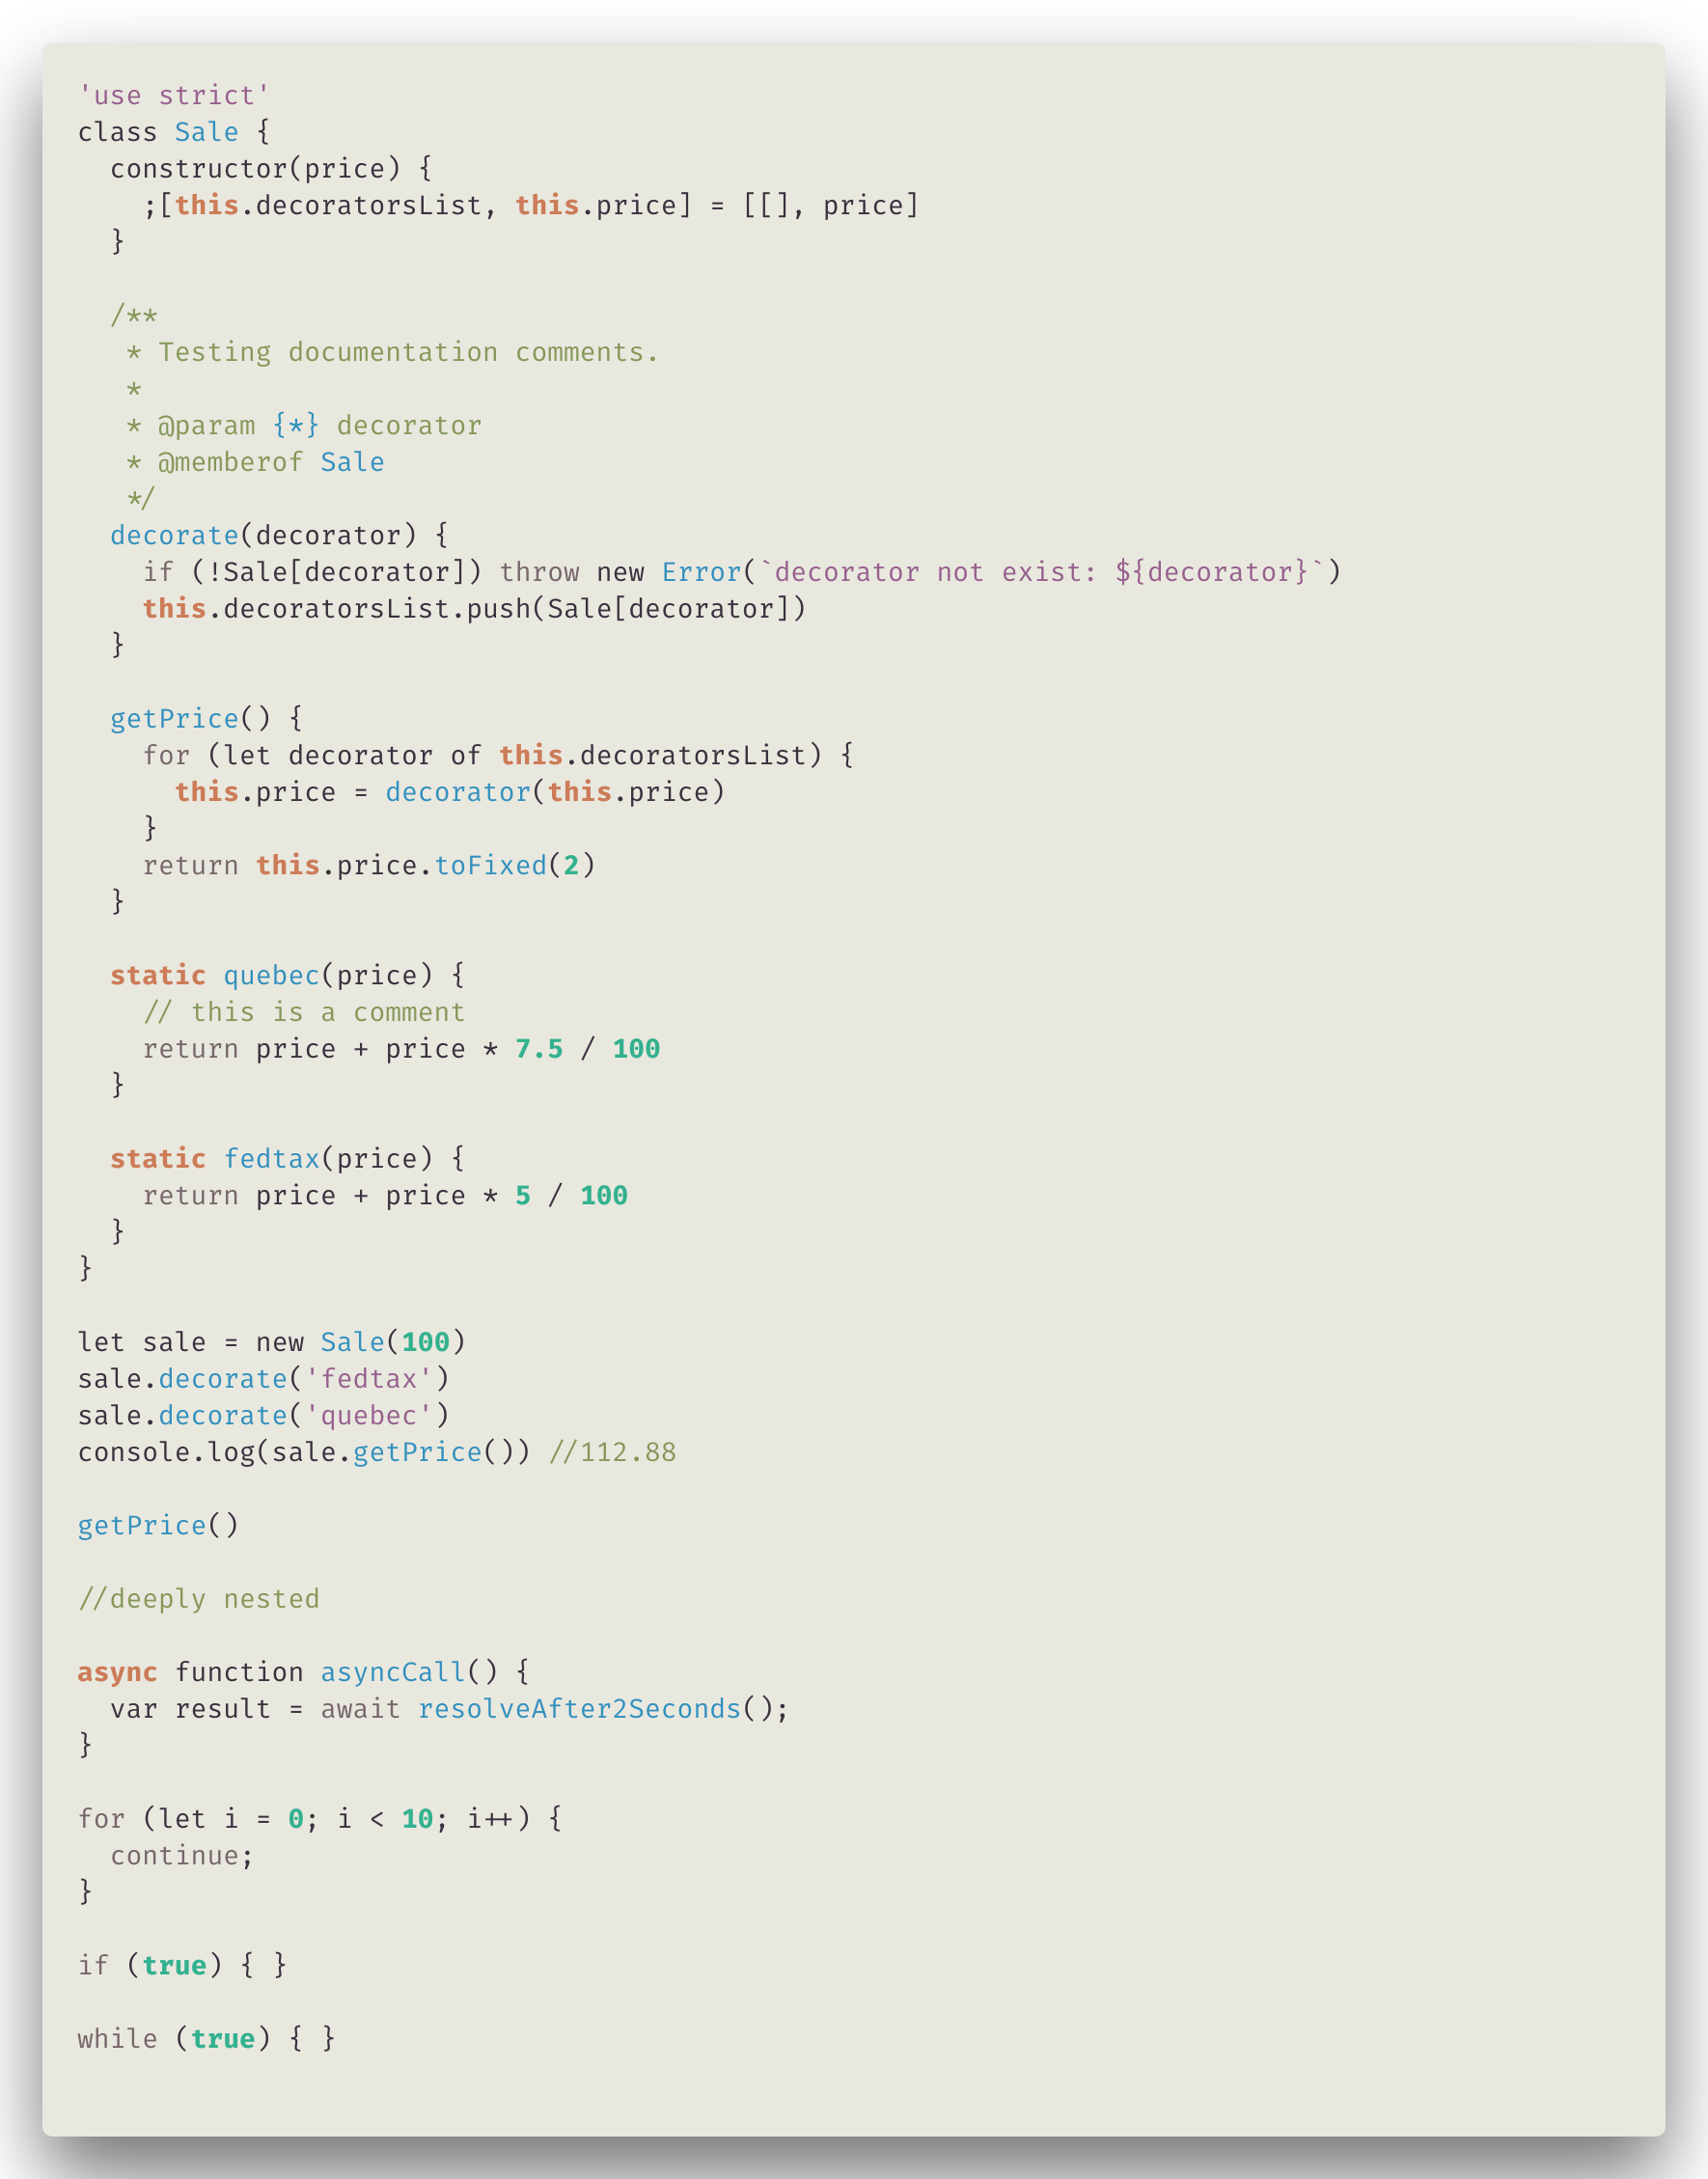 'use strict'
class Sale {
  constructor(price) {
    ;[this.decoratorsList, this.price] = [[], price]
  }

  /**
   * Testing documentation comments.
   *
   * @param {*} decorator
   * @memberof Sale
   */
  decorate(decorator) {
    if (!Sale[decorator]) throw new Error(`decorator not exist: ${decorator}`)
    this.decoratorsList.push(Sale[decorator])
  }

  getPrice() {
    for (let decorator of this.decoratorsList) {
      this.price = decorator(this.price)
    }
    return this.price.toFixed(2)
  }

  static quebec(price) {
    // this is a comment
    return price + price * 7.5 / 100
  }

  static fedtax(price) {
    return price + price * 5 / 100
  }
}

let sale = new Sale(100)
sale.decorate('fedtax')
sale.decorate('quebec')
console.log(sale.getPrice()) //112.88

getPrice()

//deeply nested

async function asyncCall() {
  var result = await resolveAfter2Seconds();
}

for (let i = 0; i < 10; i++) {
  continue;
}

if (true) { }

while (true) { }